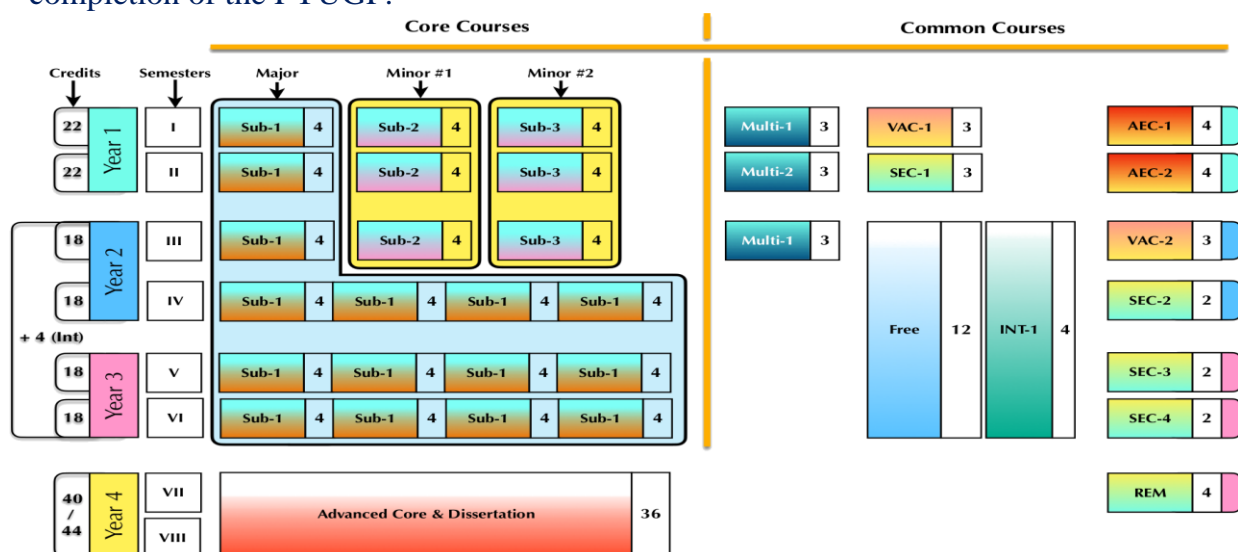 completion of the FYUGP.
Core Courses Common Courses
Credits Semesters Major Minor #1 Minor #2
22 Year 1 I Sub-1 4 Sub-2 4 Sub-3 4 Multi-1 3 VAC-1 3 AEC-1 4
22 II Sub-1 4 Sub-2 4 Sub-3 4 Multi-2 3 SEC-1 3 AEC-2 4
18 Year 2 III Sub-1 4 Sub-2 4 Sub-3 4 Multi-1 3 VAC-2 3
18 IV Sub-1 4 Sub-1 4 Sub-1 4 Sub-1 4 SEC-2 2
Free 12 INT-1 4
+ 4 (Int)
18 Year 3 V Sub-1 4 Sub-1 4 Sub-1 4 Sub-1 4 SEC-3 2
18 VI Sub-1 4 Sub-1 4 Sub-1 4 Sub-1 4 SEC-4 2
40 / 44 Year 4 VII Advanced Core & Dissertation 36 REM 4
VIII